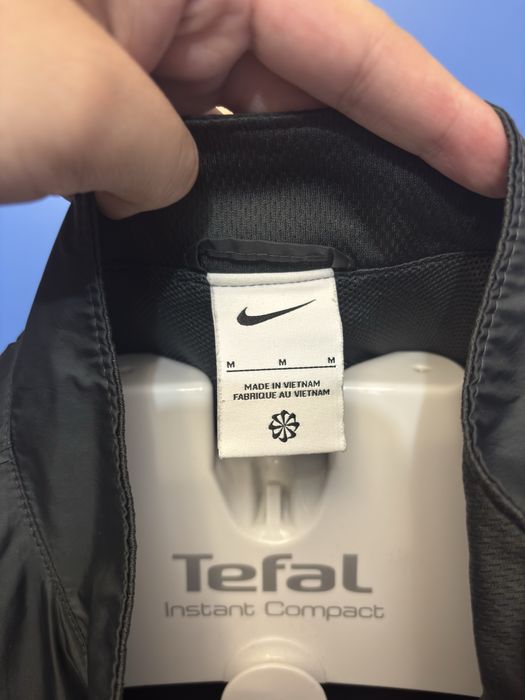 M M M
MADE IN VIETNAM
FABRIQUE AU VIETNAM
Tefal
Instant Compact